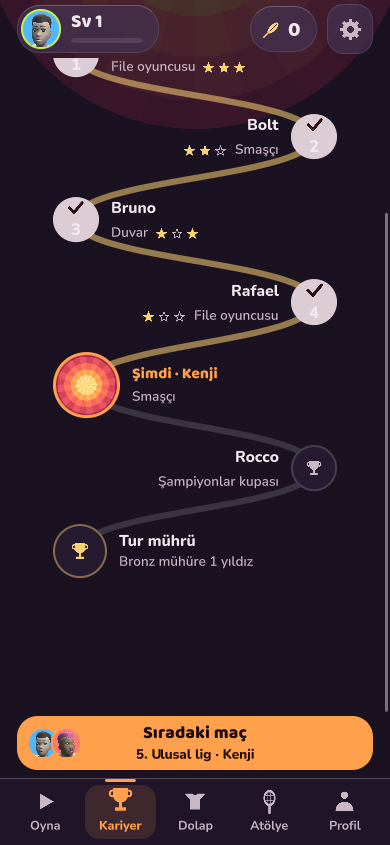 Sv 1
0
1
File oyuncusu
Bolt
Smaşçı
2
Bruno
3
Duvar
Rafael
File oyuncusu
4
Şimdi · Kenji
Smaşçı
Rocco
Şampiyonlar kupası
Tur mührü
Bronz mühüre 1 yıldız
Sıradaki maç
5. Ulusal lig · Kenji
Oyna
Kariyer
Dolap
Atölye
Profil